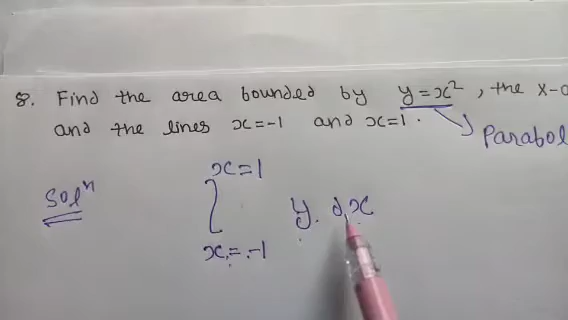 8. Find the area bounded by y=x², the x-a
and the lines x=-1 and x=1.
Parabol
Solⁿ
x=1
∫ y. dx
x=-1